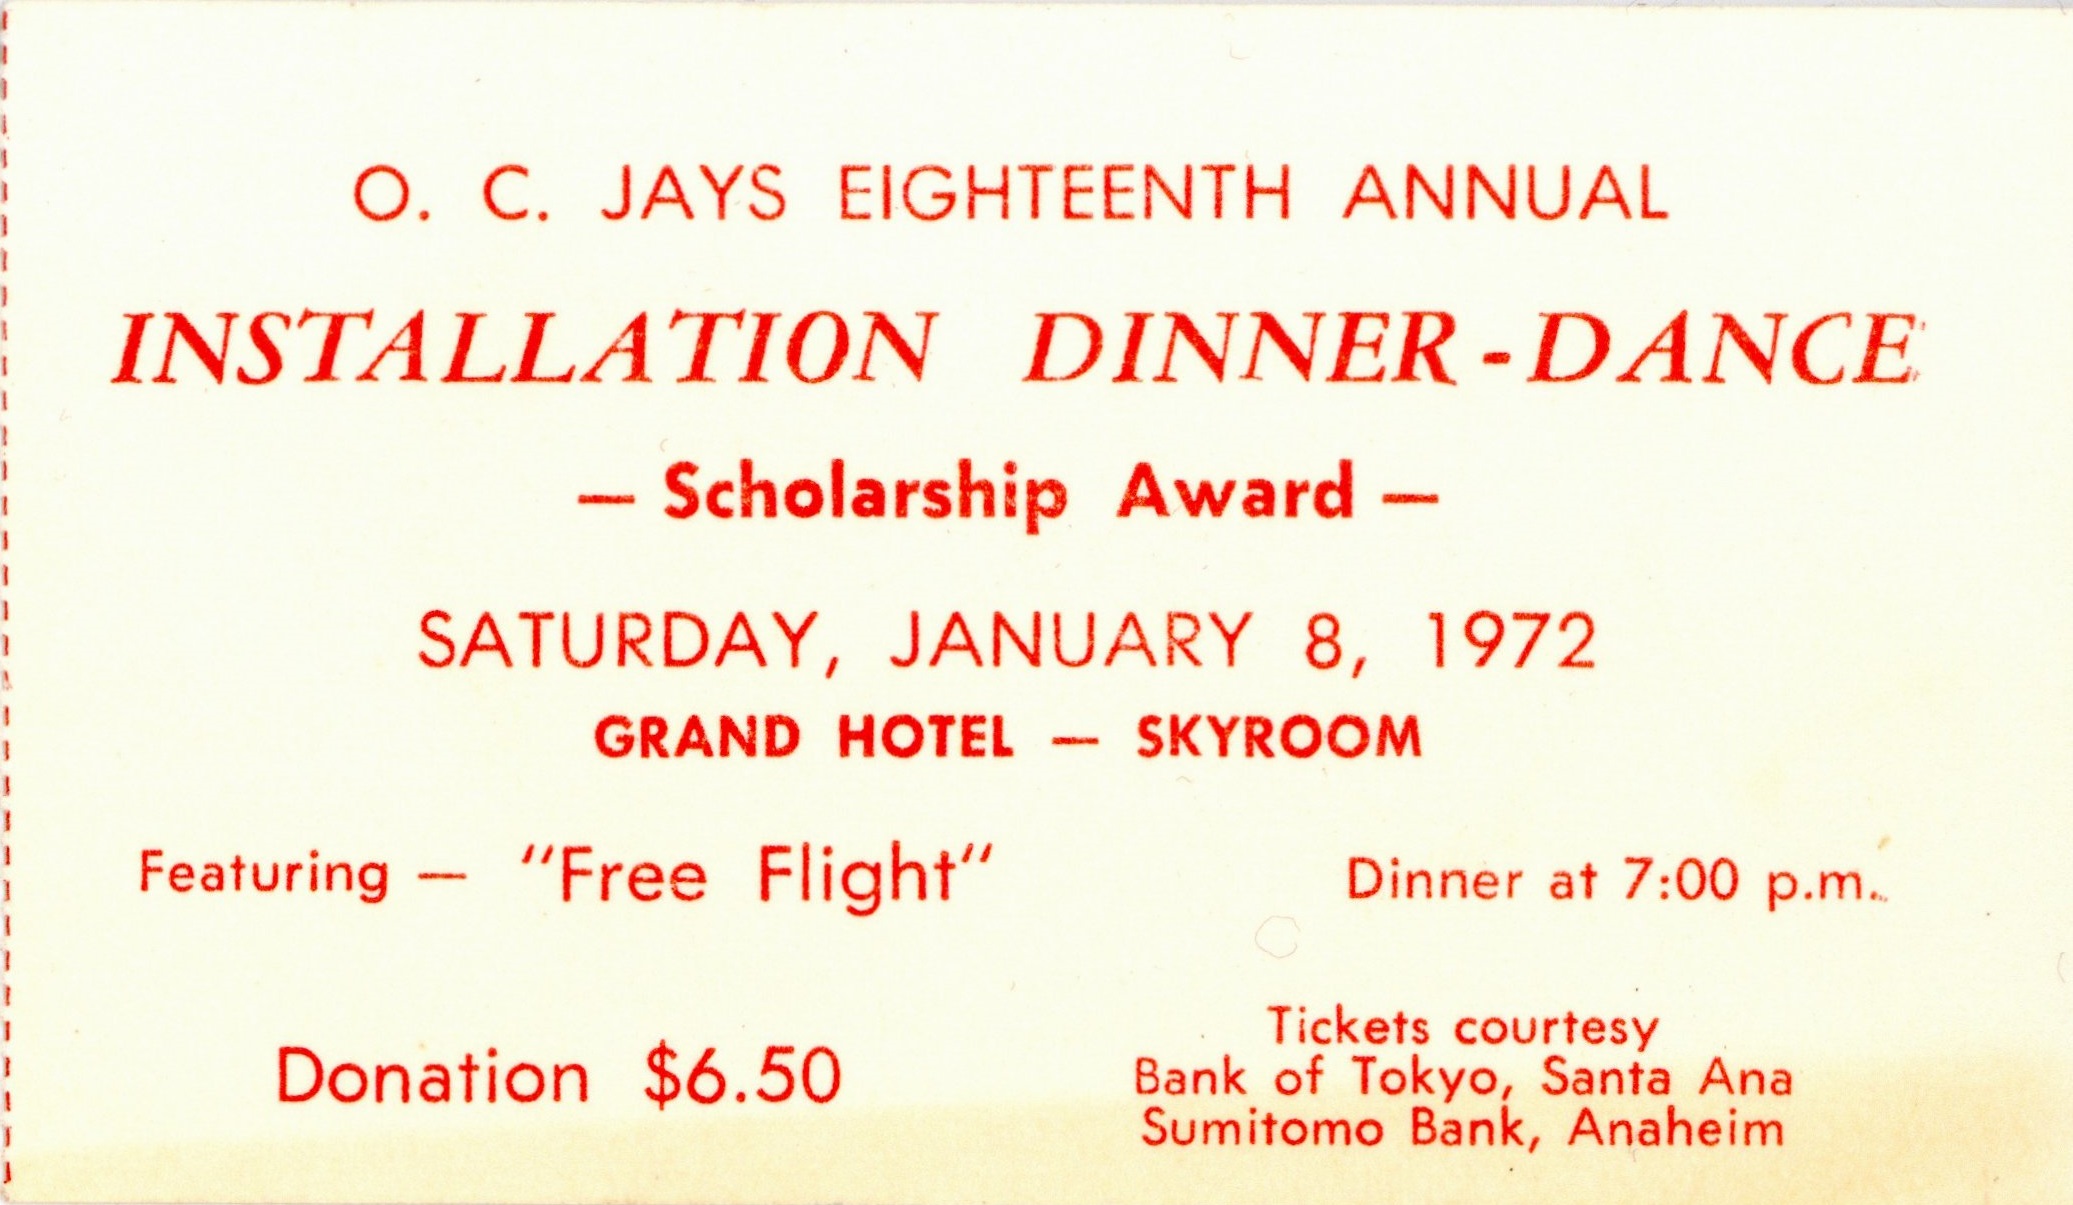 O. C. JAYS EIGHTEENTH ANNUAL
INSTALLATION DINNER-DANCE
— Scholarship Award —
SATURDAY, JANUARY 8, 1972
GRAND HOTEL — SKYROOM
Featuring — "Free Flight"
Dinner at 7:00 p.m.
Donation $6.50
Tickets courtesy
Bank of Tokyo, Santa Ana
Sumitomo Bank, Anaheim